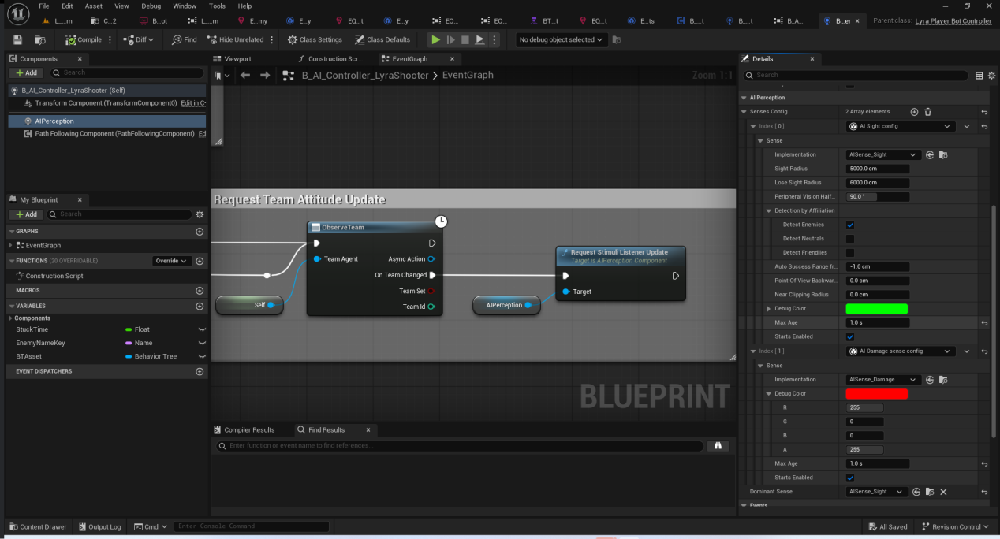 File Edit Asset View Debug Window Tools Help
L_...m C...2 B...ot L_...m E...my E...y EQ...t E...y EQ... EQ... BT...t EQ...t E...ts B_...t B_...t B_A... B...er Parent class: Lyra Player Bot Controller
Compile Diff Find Hide Unrelated Class Settings Class Defaults No debug object selected
Components
Add Search
B_AI_Controller_LyraShooter (Self)
Transform Component (TransformComponent0) Edit in C-
AIPerception
Path Following Component (PathFollowingComponent) Ed
My Blueprint
Add Search
GRAPHS
EventGraph
FUNCTIONS (20 OVERRIDABLE) Override
Construction Script
MACROS
VARIABLES
Components
StuckTime Float
EnemyNameKey Name
BTAsset Behavior Tree
EVENT DISPATCHERS
Viewport Construction Scr... EventGraph
B_AI_Controller_LyraShooter > EventGraph Zoom 1:1
Request Team Attitude Update
ObserveTeam
Team Agent Async Action
On Team Changed
Team Set
Team Id
Self
Request Stimuli Listener Update
Target is AIPerception Component
Target
AIPerception
BLUEPRINT
Compiler Results Find Results
Enter function or event name to find references...
Details
Search
AI Perception
Senses Config 2 Array elements
Index [ 0 ] AI Sight config
Sense
Implementation AISense_Sight
Sight Radius 5000.0 cm
Lose Sight Radius 6000.0 cm
Peripheral Vision Half... 90.0 °
Detection by Affiliation
Detect Enemies
Detect Neutrals
Detect Friendlies
Auto Success Range fr... -1.0 cm
Point Of View Backwar... 0.0 cm
Near Clipping Radius 0.0 cm
Debug Color
Max Age 1.0 s
Starts Enabled
Index [ 1 ] AI Damage sense config
Sense
Implementation AISense_Damage
Debug Color
R 255
G 0
B 0
A 255
Max Age 1.0 s
Starts Enabled
Dominant Sense AISense_Sight
Events
Content Drawer Output Log Cmd Enter Console Command All Saved Revision Control